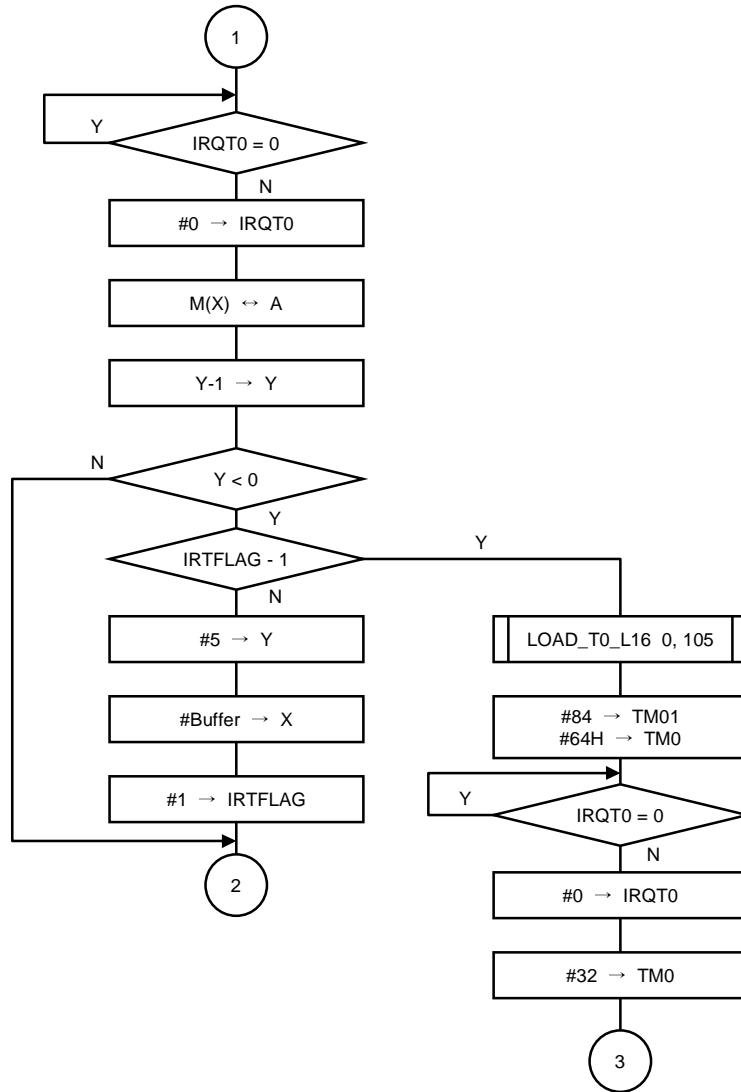 1
Y
IRQT0 = 0
N
#0 → IRQT0
M(X) ↔ A
Y-1 → Y
N
Y < 0
Y
IRTFLAG - 1
Y
N
#5 → Y
#Buffer → X
#1 → IRTFLAG
2
LOAD_T0_L16 0, 105
#84 → TM01
#64H → TM0
Y
IRQT0 = 0
N
#0 → IRQT0
#32 → TM0
3